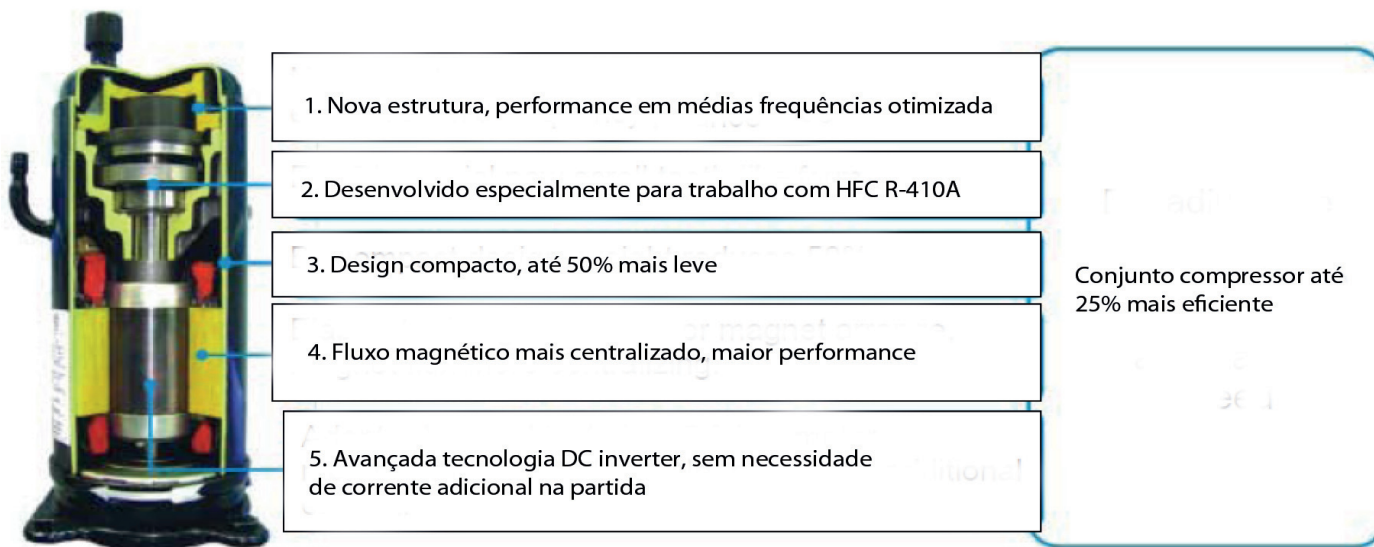 1. Nova estrutura, performance em médias frequências otimizada
2. Desenvolvido especialmente para trabalho com HFC R-410A
3. Design compacto, até 50% mais leve
4. Fluxo magnético mais centralizado, maior performance
5. Avançada tecnologia DC inverter, sem necessidade
de corrente adicional na partida
Conjunto compressor até
25% mais eficiente